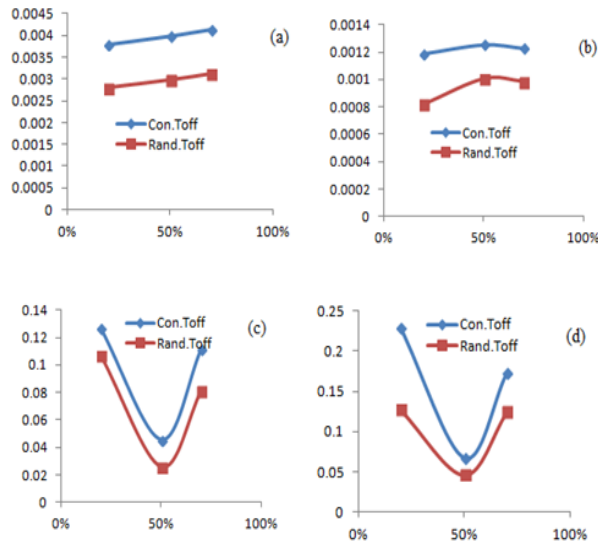 0.0045
0.004
0.0035
0.003
0.0025
0.002
0.0015
0.001
0.0005
0
0% 50% 100%
(a)
Con.Toff
Rand.Toff
0.0014
0.0012
0.001
0.0008
0.0006
0.0004
0.0002
0
0% 50% 100%
(b)
Con.Toff
Rand.Toff
0.14
0.12
0.1
0.08
0.06
0.04
0.02
0
0% 50% 100%
(c)
Con.Toff
Rand.Toff
0.25
0.2
0.15
0.1
0.05
0
0% 50% 100%
(d)
Con.Toff
Rand.Toff